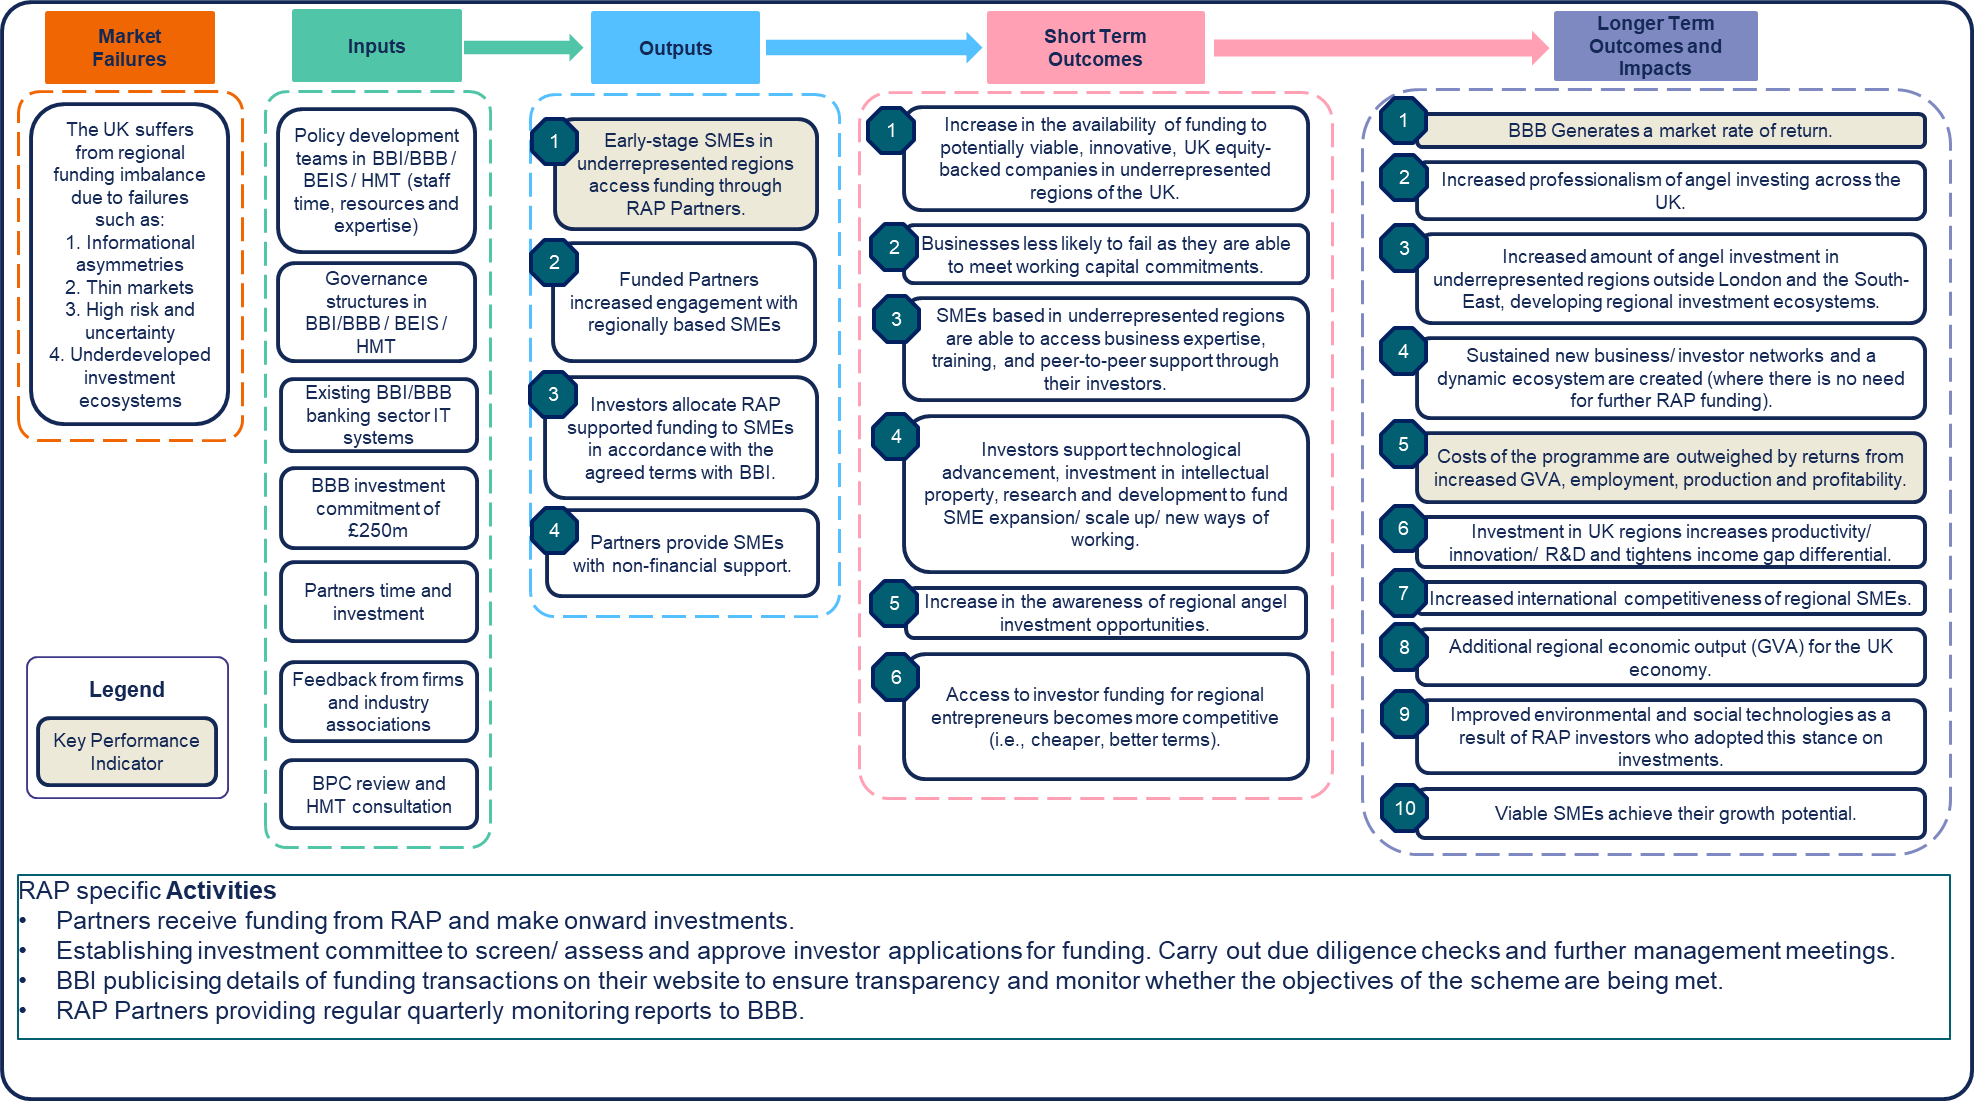 Market
Failures
The UK suffers
from regional
funding imbalance
due to failures
such as:
1. Informational
asymmetries
2. Thin markets
3. High risk and
uncertainty
4. Underdeveloped
investment
ecosystems
Legend
Key Performance
Indicator
Inputs
Policy development
teams in BBI/BBB /
BEIS / HMT (staff
time, resources and
expertise)
Governance
structures in
BBI/BBB / BEIS /
HMT
Existing BBI/BBB
banking sector IT
systems
BBB investment
commitment of
£250m
Partners time and
investment
Feedback from firms
and industry
associations
BPC review and
HMT consultation
Outputs
1
Early-stage SMEs in
underrepresented regions
access funding through
RAP Partners.
2
Funded Partners
increased engagement with
regionally based SMEs
3
Investors allocate RAP
supported funding to SMEs
in accordance with the
agreed terms with BBI.
4
Partners provide SMEs
with non-financial support.
Short Term
Outcomes
1
Increase in the availability of funding to
potentially viable, innovative, UK equity-
backed companies in underrepresented
regions of the UK.
2
Businesses less likely to fail as they are able
to meet working capital commitments.
3
SMEs based in underrepresented regions
are able to access business expertise,
training, and peer-to-peer support through
their investors.
4
Investors support technological
advancement, investment in intellectual
property, research and development to fund
SME expansion/ scale up/ new ways of
working.
5
Increase in the awareness of regional angel
investment opportunities.
6
Access to investor funding for regional
entrepreneurs becomes more competitive
(i.e., cheaper, better terms).
Longer Term
Outcomes and
Impacts
1
BBB Generates a market rate of return.
2
Increased professionalism of angel investing across the
UK.
3
Increased amount of angel investment in
underrepresented regions outside London and the South-
East, developing regional investment ecosystems.
4
Sustained new business/ investor networks and a
dynamic ecosystem are created (where there is no need
for further RAP funding).
5
Costs of the programme are outweighed by returns from
increased GVA, employment, production and profitability.
6
Investment in UK regions increases productivity/
innovation/ R&D and tightens income gap differential.
7
Increased international competitiveness of regional SMEs.
8
Additional regional economic output (GVA) for the UK
economy.
9
Improved environmental and social technologies as a
result of RAP investors who adopted this stance on
investments.
10
Viable SMEs achieve their growth potential.
RAP specific Activities
• Partners receive funding from RAP and make onward investments.
• Establishing investment committee to screen/ assess and approve investor applications for funding. Carry out due diligence checks and further management meetings.
• BBI publicising details of funding transactions on their website to ensure transparency and monitor whether the objectives of the scheme are being met.
• RAP Partners providing regular quarterly monitoring reports to BBB.